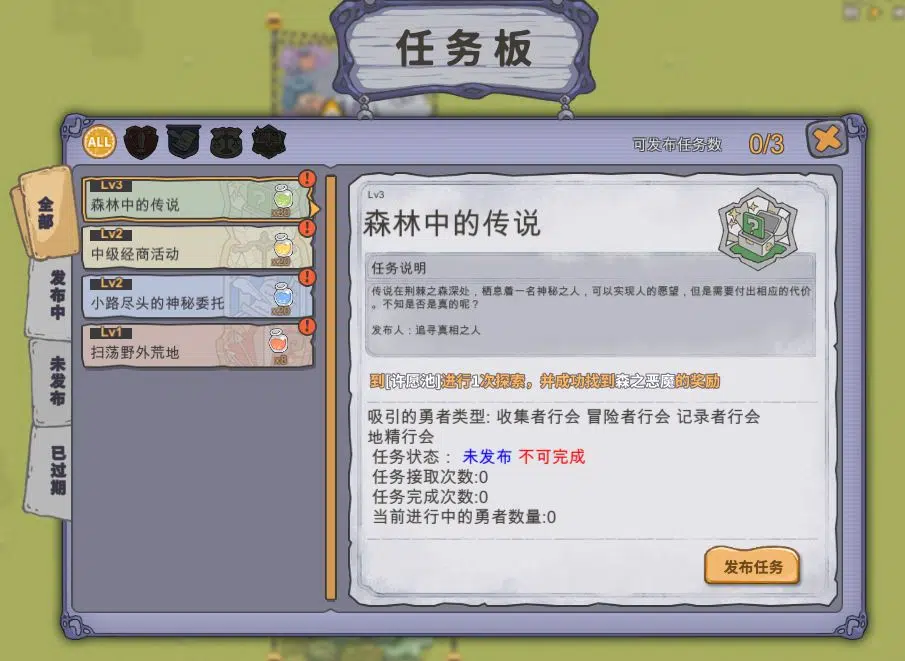 任务板
ALL
可发布任务数 0/3
全部
发布中
未发布
已过期
Lv3
森林中的传说
x30
Lv2
中级经商活动
x20
Lv2
小路尽头的神秘委托
x20
Lv1
扫荡野外荒地
x8
Lv3
森林中的传说
任务说明
传说在荆棘之森深处，栖息着一名神秘之人，可以实现人的愿望，但是需要付出相应的代价
。不知是否是真的呢？
发布人：追寻真相之人
到[许愿池]进行1次探索，并成功找到森之恶魔的奖励
吸引的勇者类型: 收集者行会 冒险者行会 记录者行会
地精行会
任务状态： 未发布 不可完成
任务接取次数:0
任务完成次数:0
当前进行中的勇者数量:0
发布任务